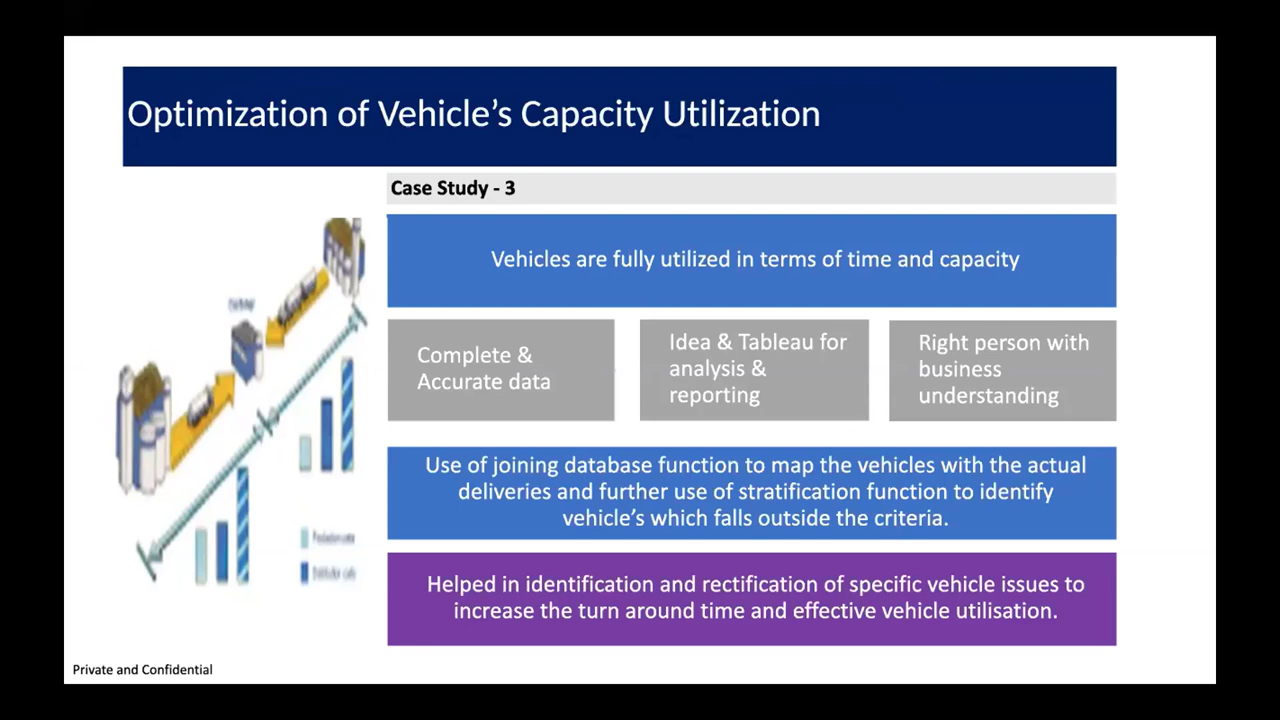 Optimization of Vehicle’s Capacity Utilization
Case Study - 3
Vehicles are fully utilized in terms of time and capacity
Complete &
Accurate data
Idea & Tableau for
analysis &
reporting
Right person with
business
understanding
Use of joining database function to map the vehicles with the actual
deliveries and further use of stratification function to identify
vehicle’s which falls outside the criteria.
Helped in identification and rectification of specific vehicle issues to
increase the turn around time and effective vehicle utilisation.
Private and Confidential